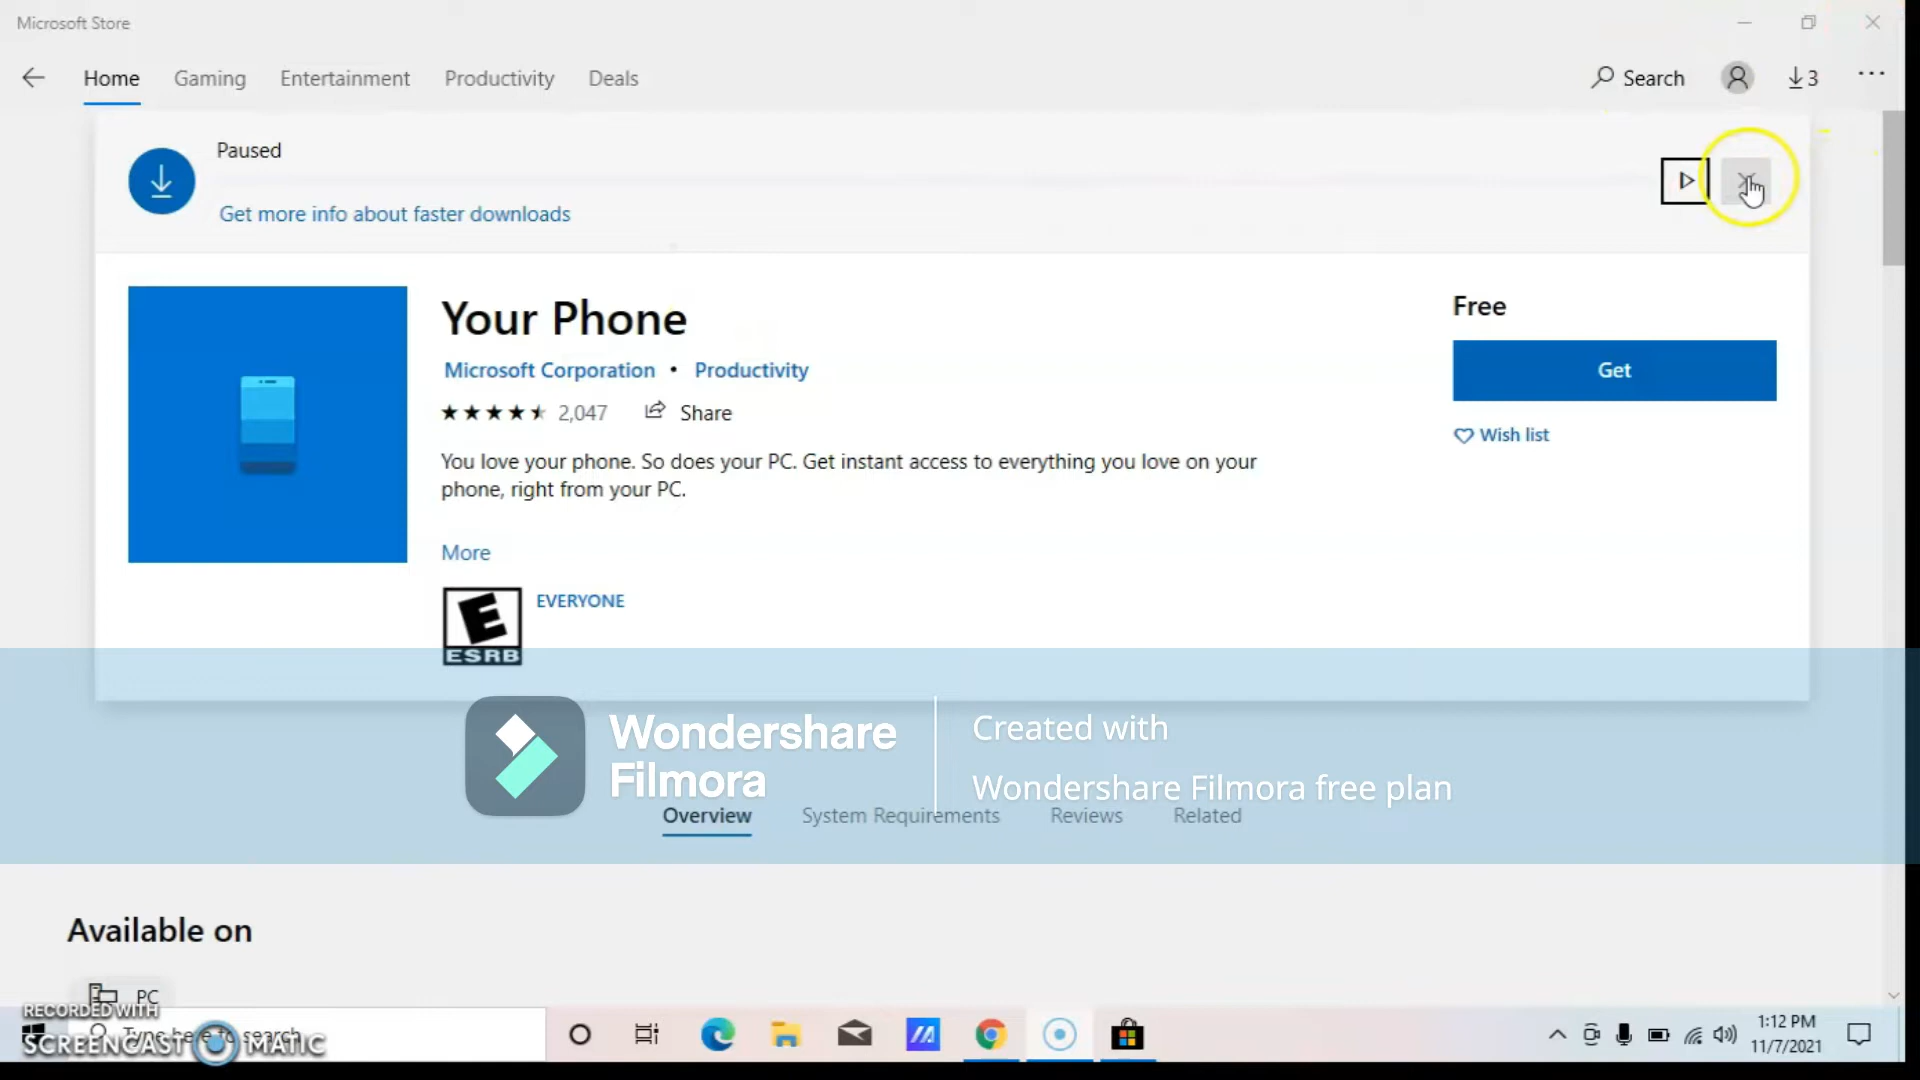 Microsoft Store
Home Gaming Entertainment Productivity Deals Search 3
Paused
Get more info about faster downloads
Your Phone
Microsoft Corporation • Productivity
2,047 Share
You love your phone. So does your PC. Get instant access to everything you love on your
phone, right from your PC.
More
E
ESRB
EVERYONE
Free
Get
Wish list
Wondershare
Filmora
Created with
Wondershare Filmora free plan
Overview System Requirements Reviews Related
Available on
PC
RECORDED WITH
SCREENCAST MATIC
Type here to search
1:12 PM
11/7/2021